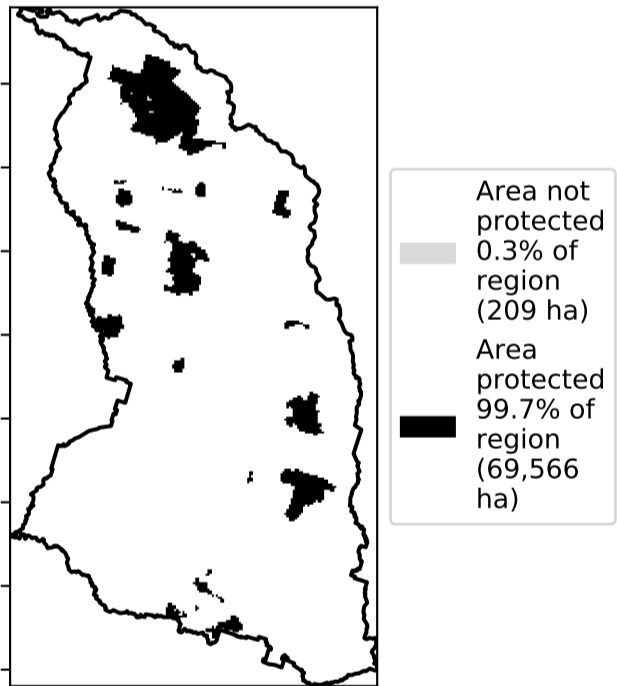 Area not
protected
0.3% of
region
(209 ha)
Area
protected
99.7% of
region
(69,566
ha)